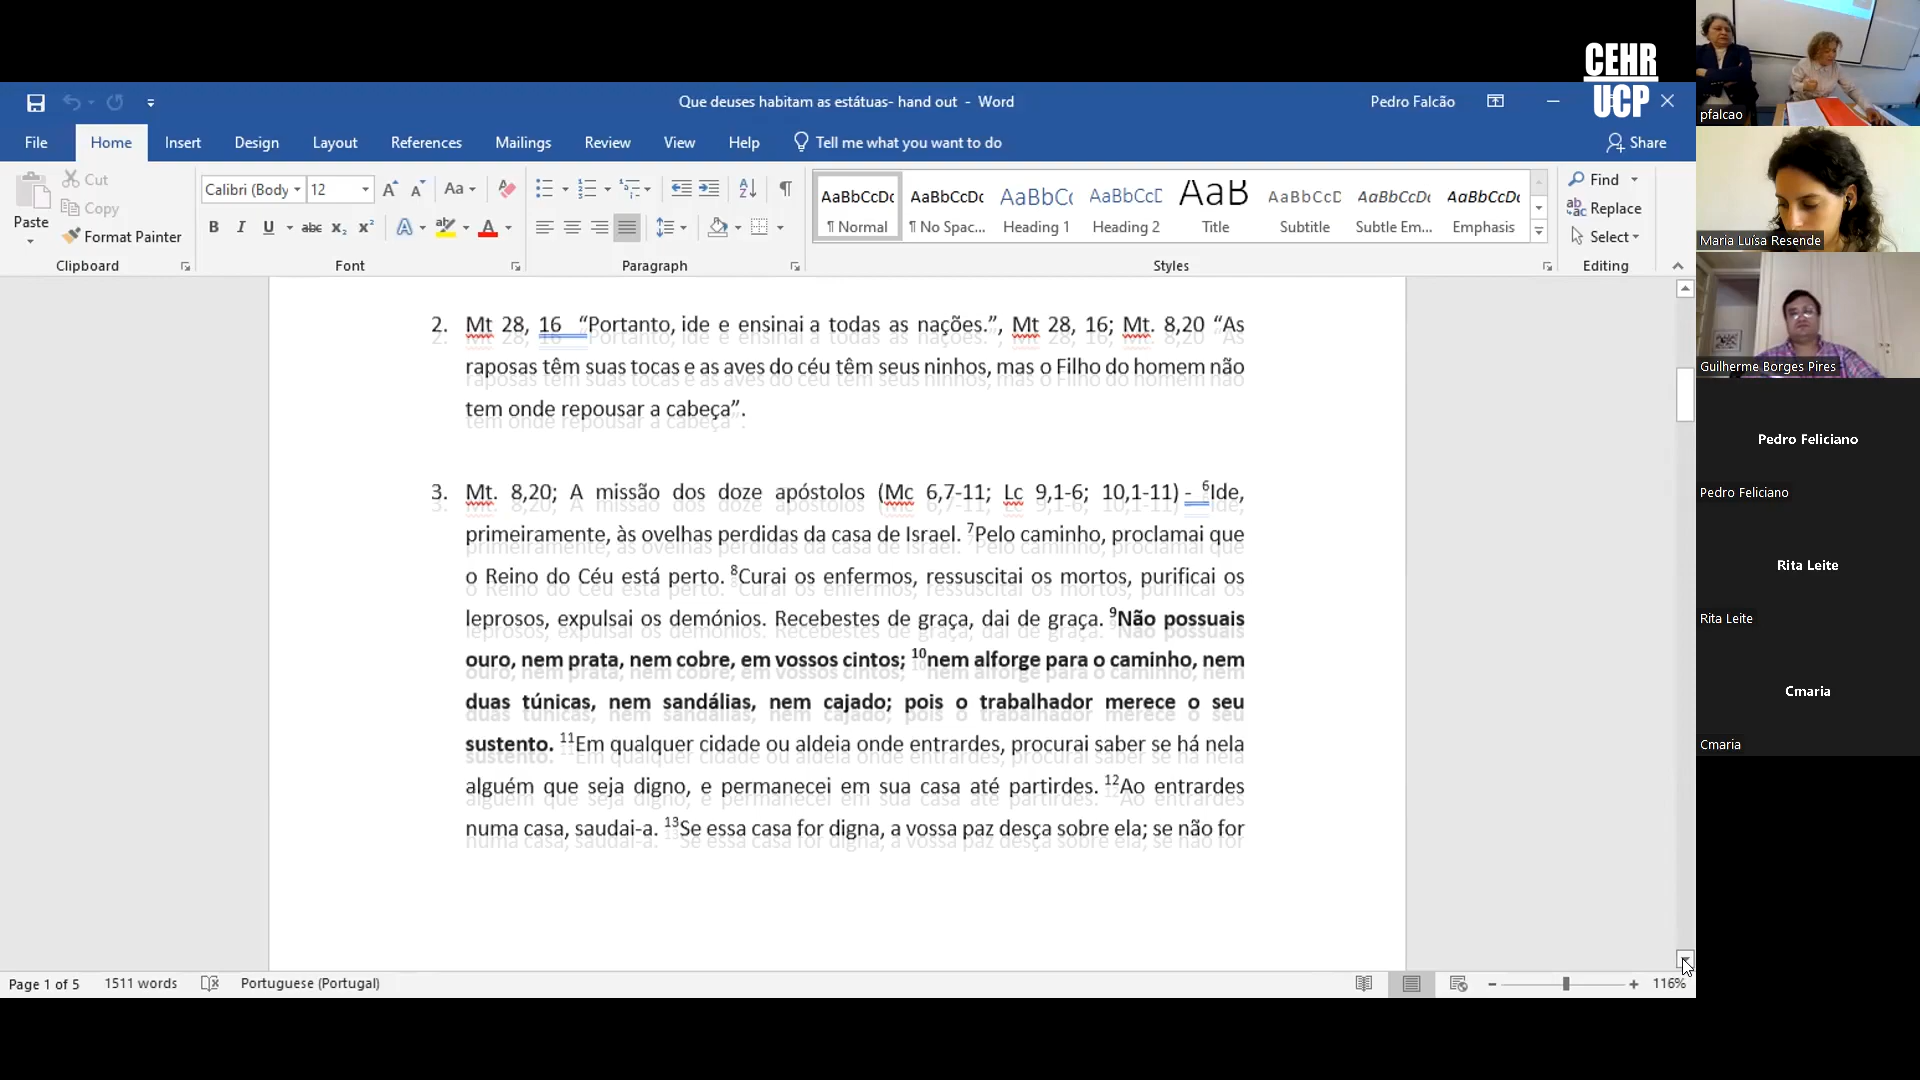 CEHR
UCP
Que deuses habitam as estátuas- hand out - Word
Pedro Falcão
File Home Insert Design Layout References Mailings Review View Help Tell me what you want to do Share
Paste
Cut
Copy
Format Painter
Clipboard
Calibri (Body 12
Aa
B I U abc x₂ x²
Font
Paragraph
AaBbCcDc AaBbCcDc AaBbCc AaBbCcD AaB AaBbCcD AaBbCcDc AaBbCcDc
¶ Normal ¶ No Spac... Heading 1 Heading 2 Title Subtitle Subtle Em... Emphasis
Styles
Find
Replace
Select
Editing
2. Mt 28, 16 “Portanto, ide e ensinai a todas as nações.”, Mt 28, 16; Mt. 8,20 “As
raposas têm suas tocas e as aves do céu têm seus ninhos, mas o Filho do homem não
tem onde repousar a cabeça”.
3. Mt. 8,20; A missão dos doze apóstolos (Mc 6,7-11; Lc 9,1-6; 10,1-11) - ⁶Ide,
primeiramente, às ovelhas perdidas da casa de Israel. ⁷Pelo caminho, proclamai que
o Reino do Céu está perto. ⁸Curai os enfermos, ressuscitai os mortos, purificai os
leprosos, expulsai os demónios. Recebestes de graça, dai de graça. ⁹Não possuais
ouro, nem prata, nem cobre, em vossos cintos; ¹⁰nem alforge para o caminho, nem
duas túnicas, nem sandálias, nem cajado; pois o trabalhador merece o seu
sustento. ¹¹Em qualquer cidade ou aldeia onde entrardes, procurai saber se há nela
alguém que seja digno, e permanecei em sua casa até partirdes. ¹²Ao entrardes
numa casa, saudai-a. ¹³Se essa casa for digna, a vossa paz desça sobre ela; se não for
Page 1 of 5 1511 words Portuguese (Portugal) 116%
pfalcao
Maria Luísa Resende
Guilherme Borges Pires
Pedro Feliciano
Pedro Feliciano
Rita Leite
Rita Leite
Cmaria
Cmaria